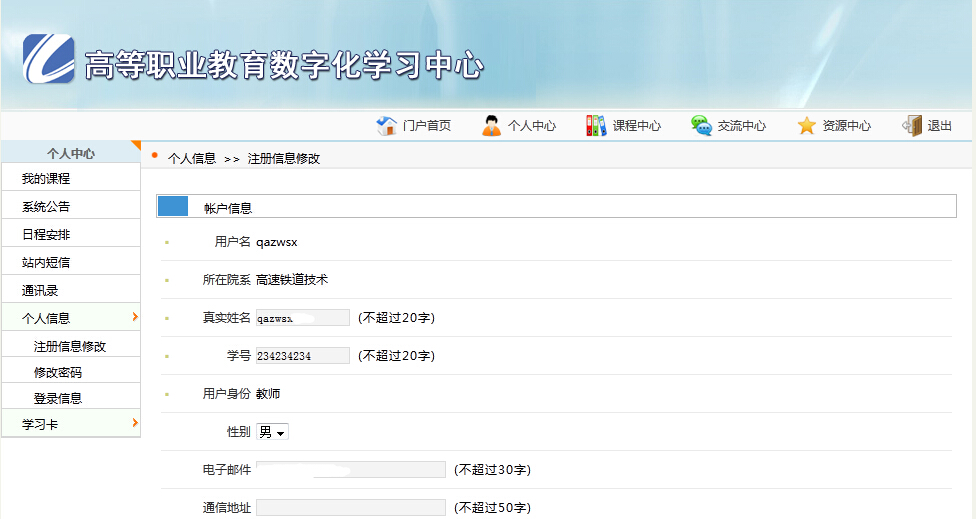 高等职业教育数字化学习中心
门户首页 个人中心 课程中心 交流中心 资源中心 退出
个人中心
个人信息 >> 注册信息修改
我的课程
系统公告
日程安排
站内短信
通讯录
个人信息
注册信息修改
修改密码
登录信息
学习卡
帐户信息
用户名 qazwsx
所在院系 高速铁道技术
真实姓名 qazwsx (不超过20字)
学号 234234234 (不超过20字)
用户身份 教师
性别 男
电子邮件 (不超过30字)
通信地址 (不超过50字)